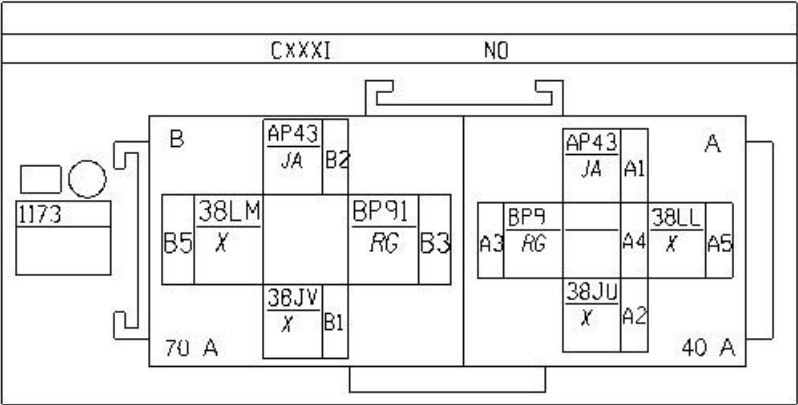 CXXXI NO
B
AP43
JA
B2
38LM
X
B5
BP91
RG
B3
38JV
X
B1
70 A
1173
A
AP43
JA
A1
BP9
RG
A3
A4
38LL
X
A5
38JU
X
A2
40 A